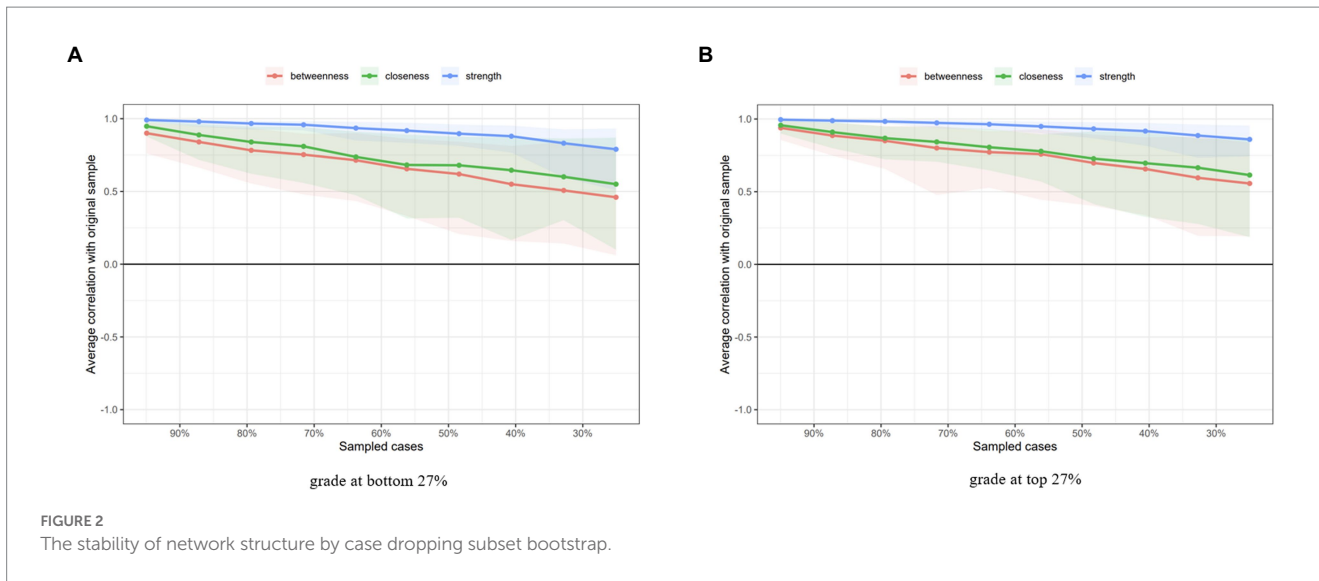 A
betweenness closeness strength
1.0
0.5
0.0
-0.5
-1.0
Average correlation with original sample
90% 80% 70% 60% 50% 40% 30%
Sampled cases
grade at bottom 27%
B
betweenness closeness strength
1.0
0.5
0.0
-0.5
-1.0
Average correlation with original sample
90% 80% 70% 60% 50% 40% 30%
Sampled cases
grade at top 27%
FIGURE 2
The stability of network structure by case dropping subset bootstrap.